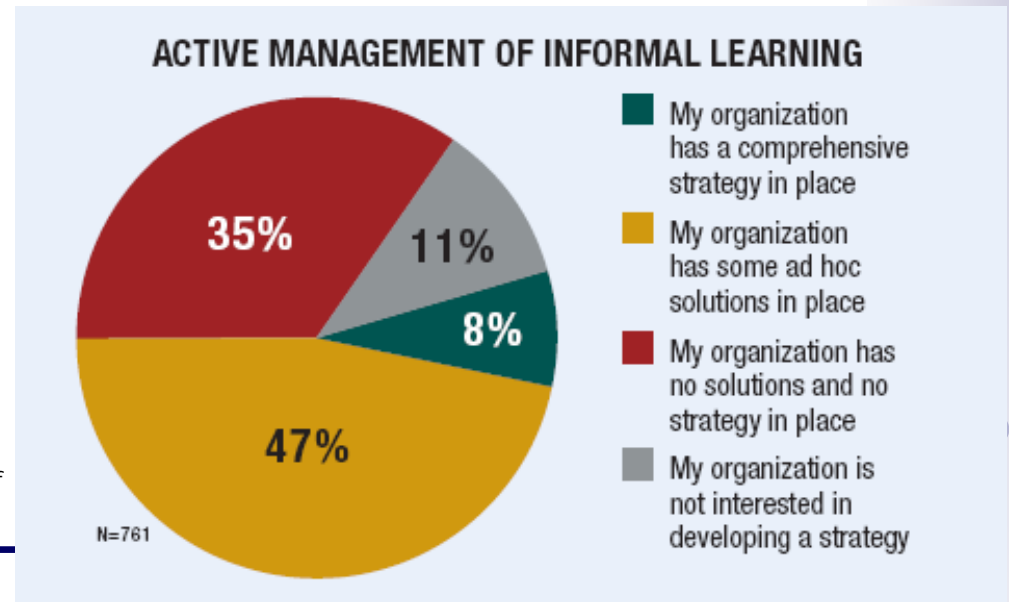 ACTIVE MANAGEMENT OF INFORMAL LEARNING
35%
11%
8%
47%
N=761
My organization
has a comprehensive
strategy in place
My organization
has some ad hoc
solutions in place
My organization has
no solutions and no
strategy in place
My organization is
not interested in
developing a strategy